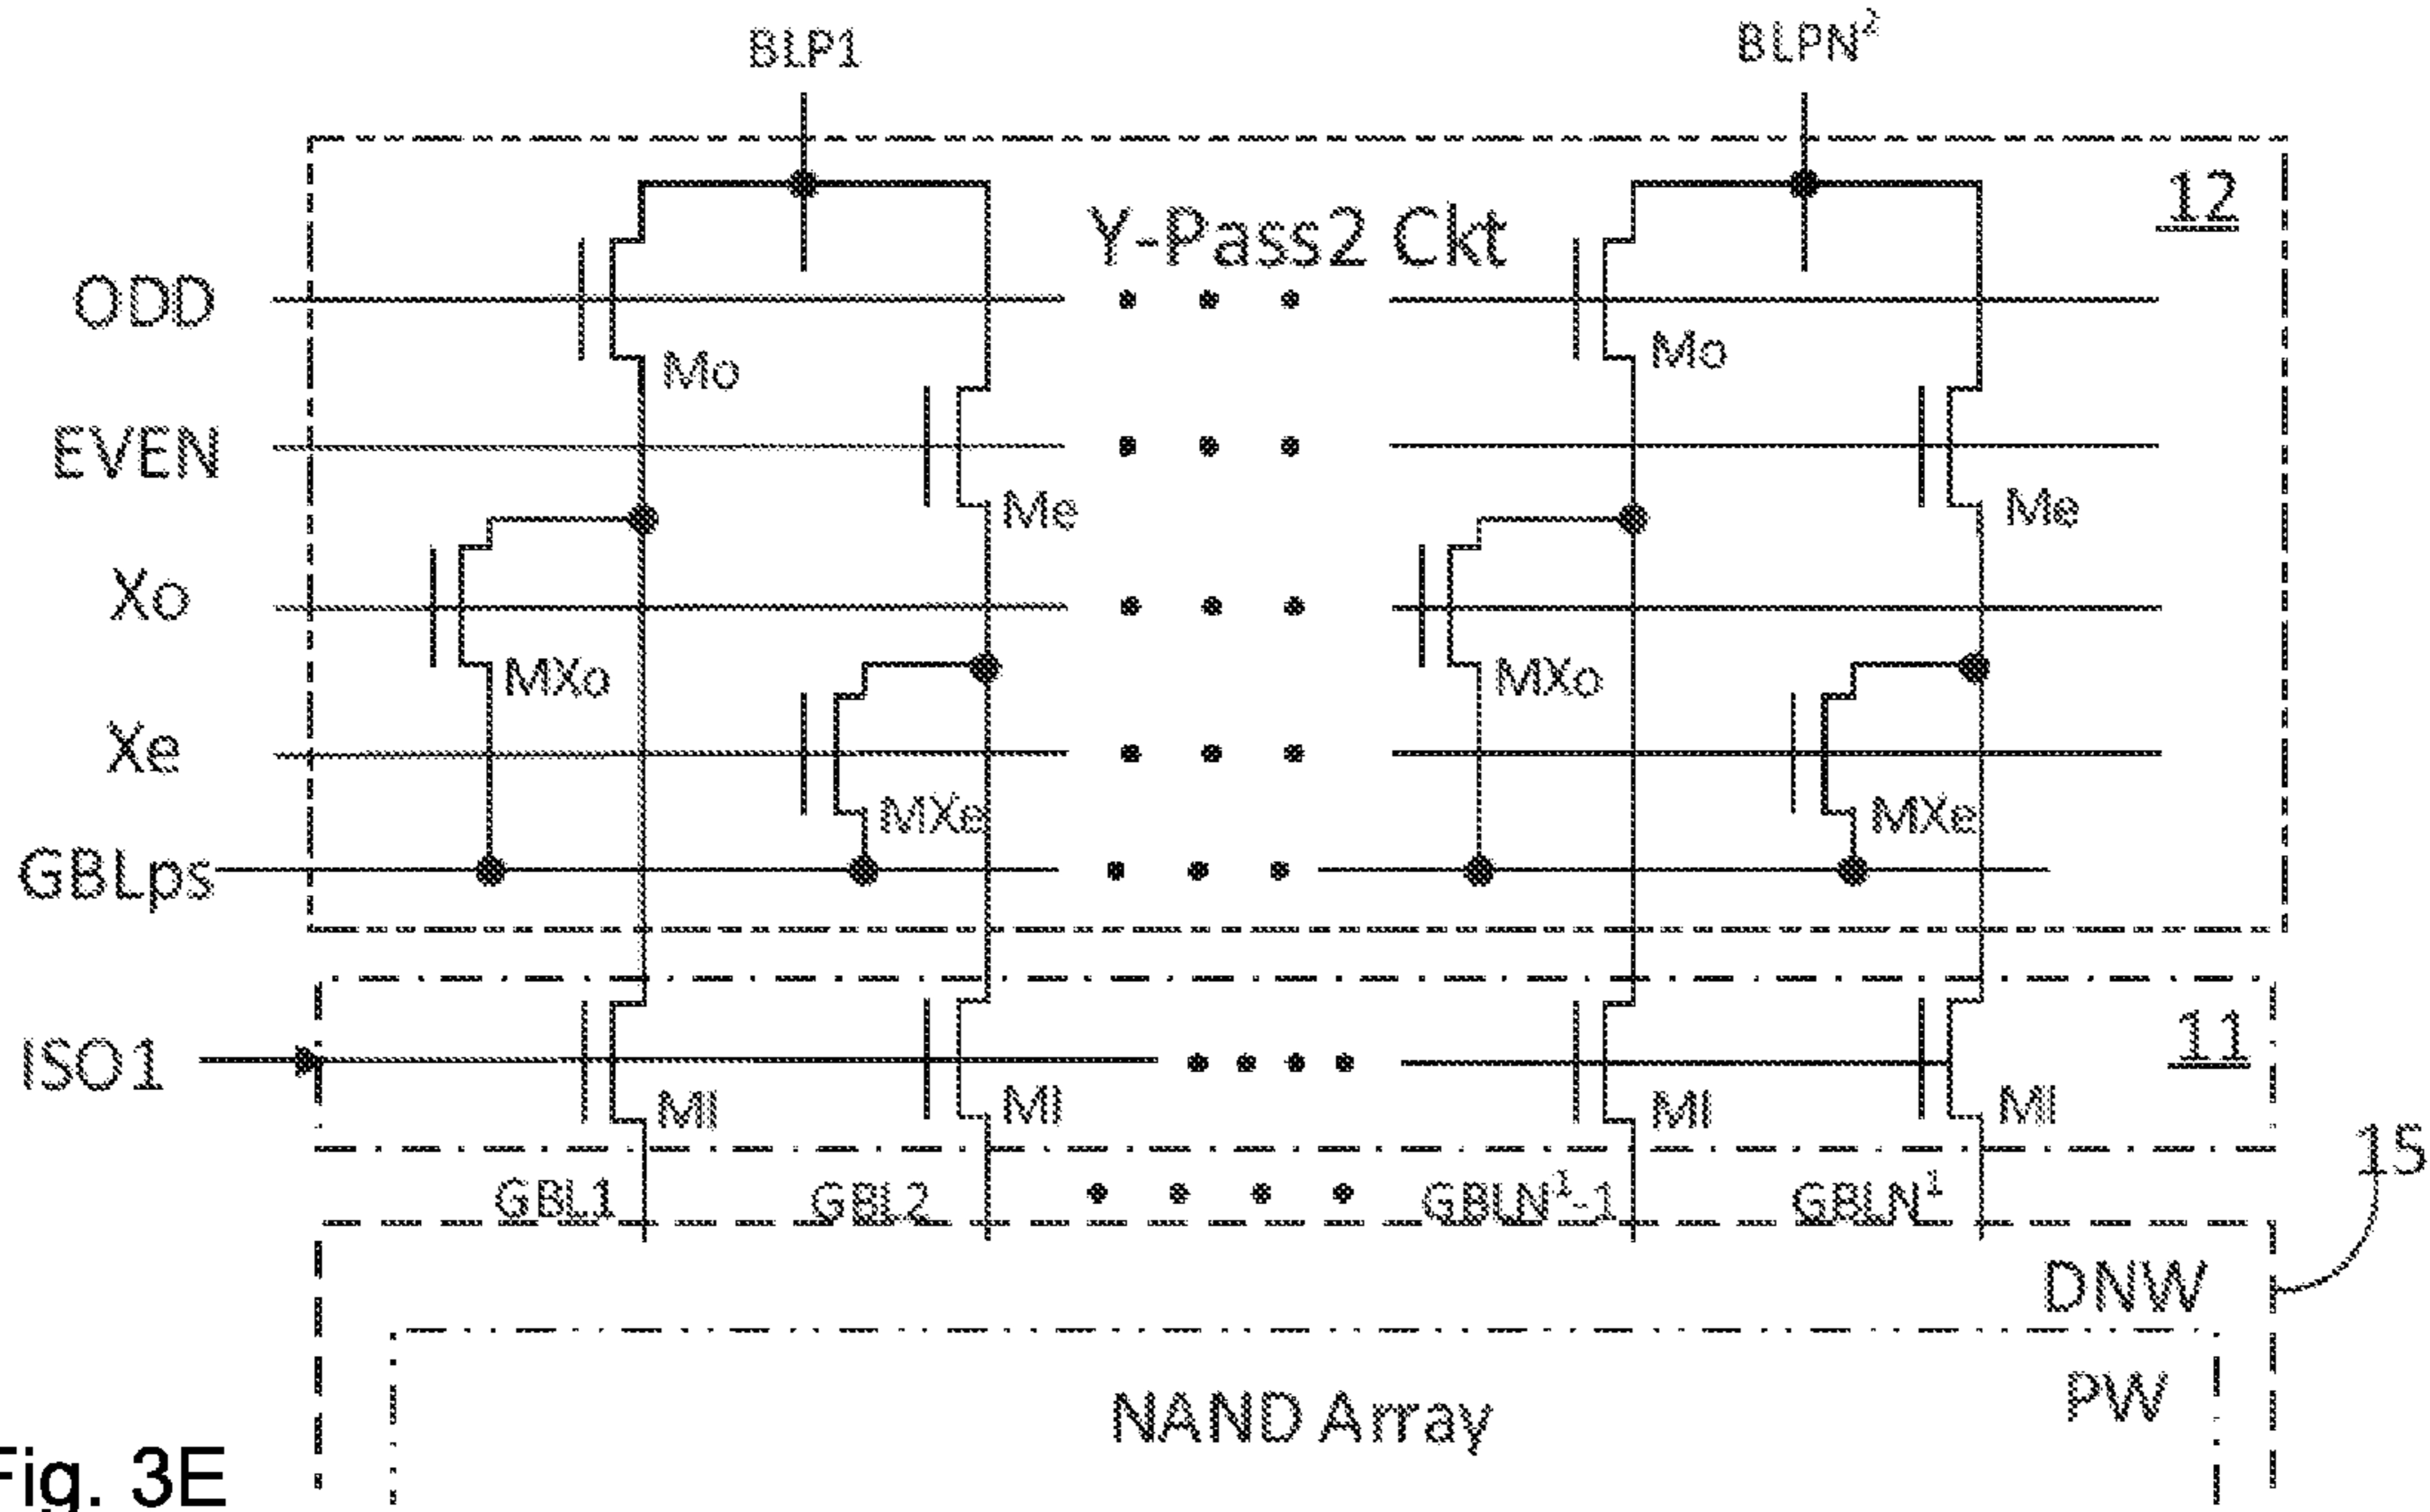 BLP1
BLPN²
12
Y-Pass2 Ckt
ODD
Mo
Mo
EVEN
Me
Me
Xo
MXo
MXo
Xe
MXe
MXe
GBLps
ISO1
11
MI
MI
MI
MI
15
GBL1
GBL2
GBLN¹-1
GBLN¹
DNW
PW
NAND Array
Fig. 3E